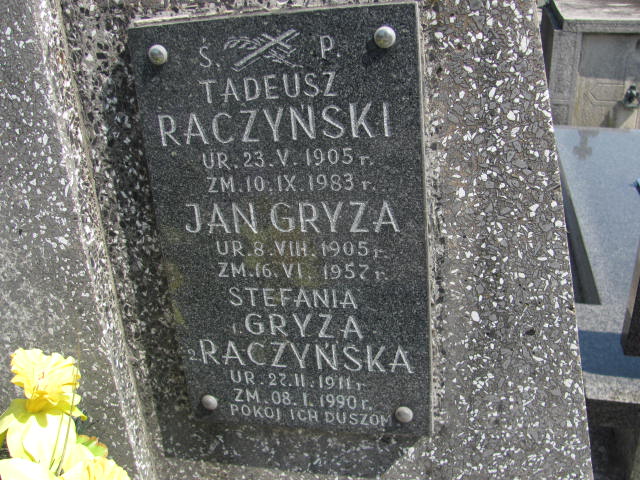 Ś. P.
TADEUSZ
RACZYŃSKI
UR. 23.V.1905 r.
ZM. 10.IX.1983 r.
JAN GRYZA
UR. 8.VIII.1905 r.
ZM. 16.VI.1957 r.
STEFANIA
1 GRYZA
2. RACZYŃSKA
UR. 27.II.1911 r.
ZM. 08.I.1990 r.
POKÓJ ICH DUSZOM